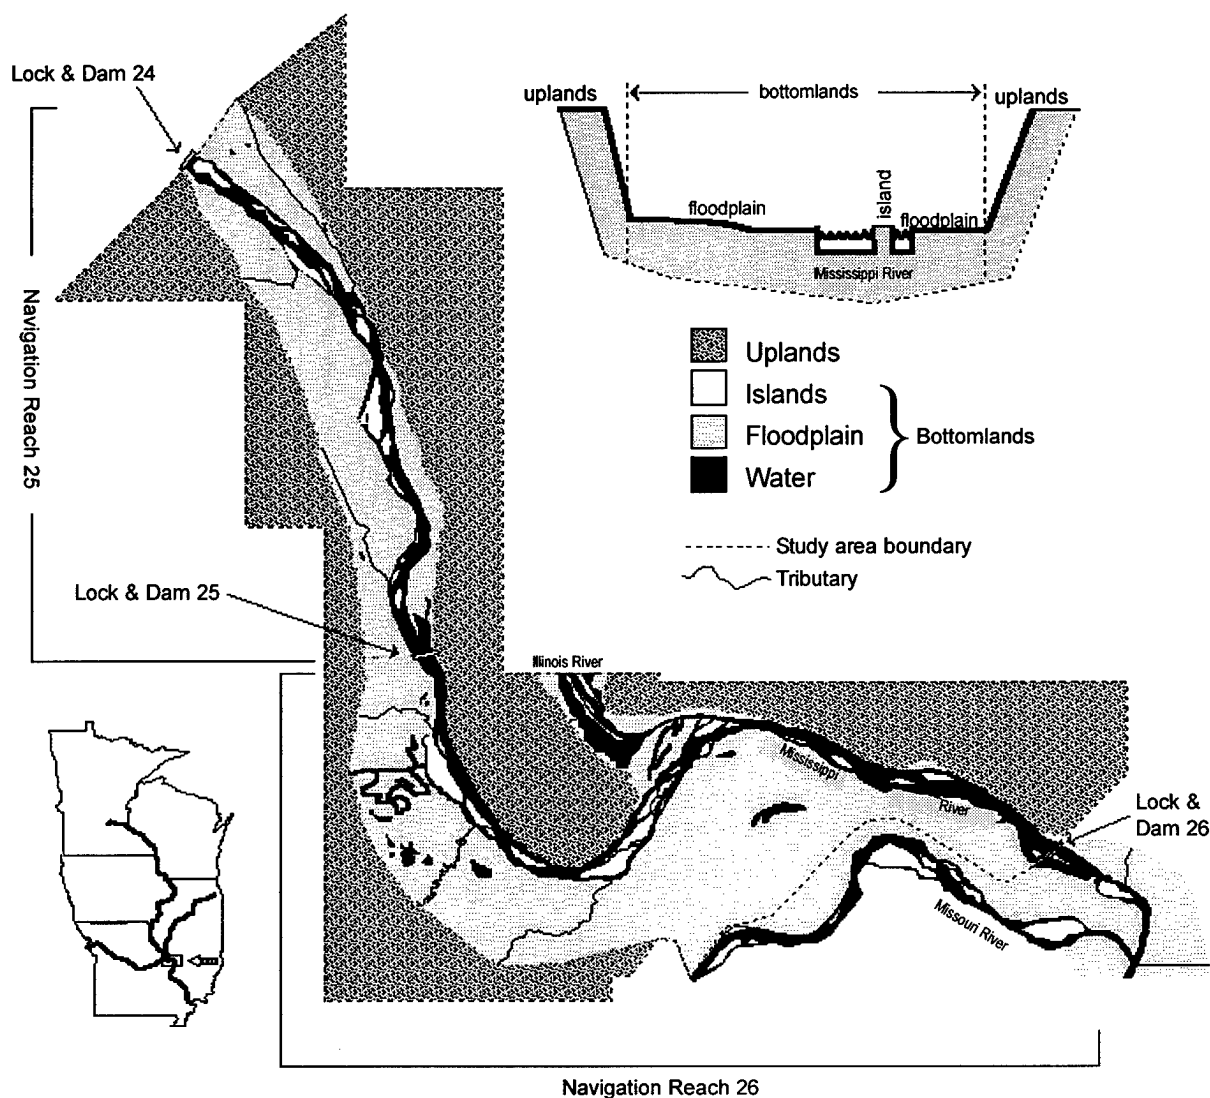 Lock & Dam 24
uplands
bottomlands
uplands
floodplain
island
floodplain
Mississippi River
Navigation Reach 25
Uplands
Islands
Floodplain
Water
Bottomlands
Study area boundary
Tributary
Lock & Dam 25
Illinois River
Mississippi
River
Lock &
Dam 26
Missouri River
Navigation Reach 26